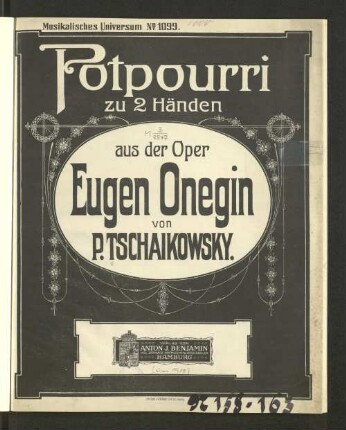 Musikalisches Universum Nº 1099.
Potpourri
zu 2 Händen
aus der Oper
Eugen Onegin
von
P. TSCHAIKOWSKY.
ANTON J. BENJAMIN
HAMBURG